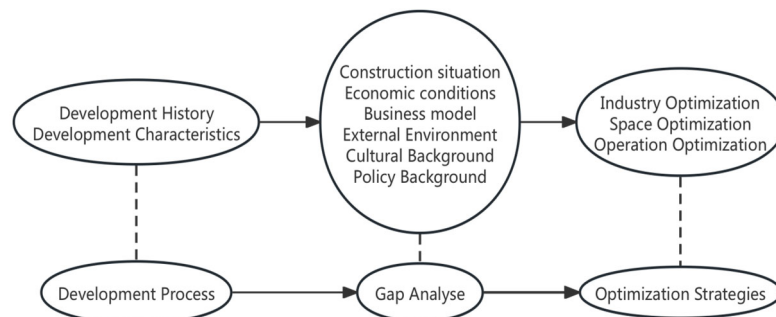 Development History
Development Characteristics
Construction situation
Economic conditions
Business model
External Environment
Cultural Background
Policy Background
Industry Optimization
Space Optimization
Operation Optimization
Development Process
Gap Analyse
Optimization Strategies